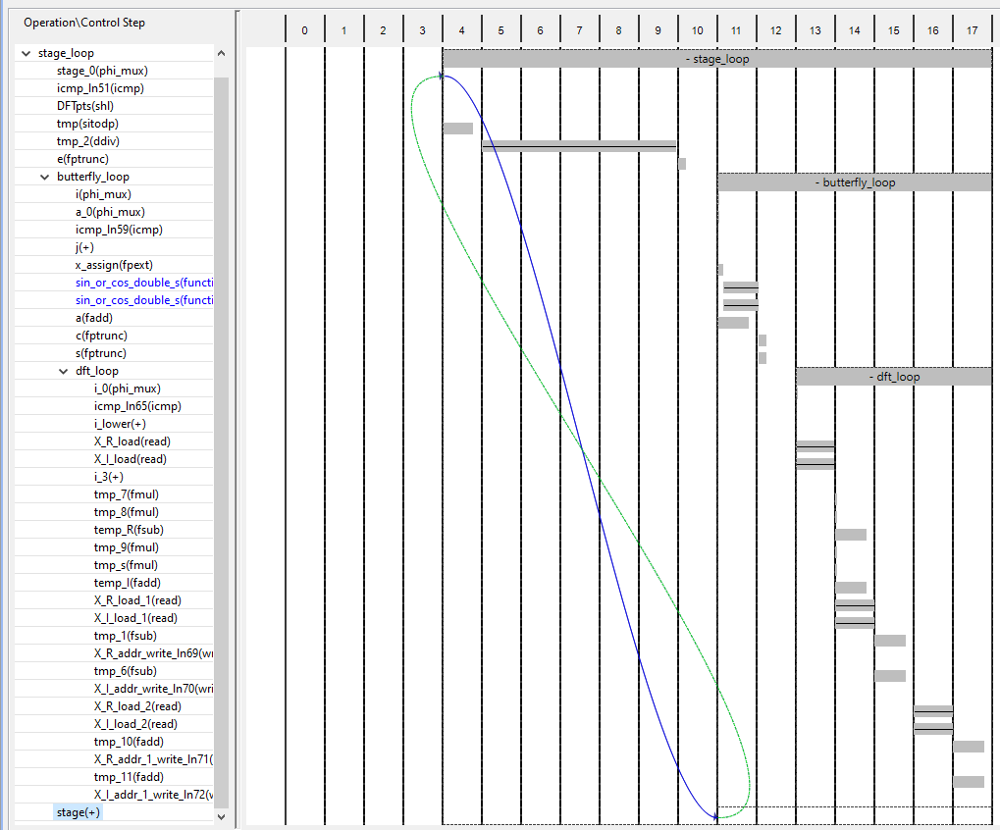 Operation\Control Step
0 1 2 3 4 5 6 7 8 9 10 11 12 13 14 15 16 17
stage_loop
- stage_loop
stage_0(phi_mux)
icmp_ln51(icmp)
DFTpts(shl)
tmp(sitodp)
tmp_2(ddiv)
e(fptrunc)
butterfly_loop
- butterfly_loop
i(phi_mux)
a_0(phi_mux)
icmp_ln59(icmp)
j(+)
x_assign(fpext)
sin_or_cos_double_s(functi
sin_or_cos_double_s(functi
a(fadd)
c(fptrunc)
s(fptrunc)
dft_loop
- dft_loop
i_0(phi_mux)
icmp_ln65(icmp)
i_lower(+)
X_R_load(read)
X_I_load(read)
i_3(+)
tmp_7(fmul)
tmp_8(fmul)
temp_R(fsub)
tmp_9(fmul)
tmp_s(fmul)
temp_I(fadd)
X_R_load_1(read)
X_I_load_1(read)
tmp_1(fsub)
X_R_addr_write_ln69(wr
tmp_6(fsub)
X_I_addr_write_ln70(wri
X_R_load_2(read)
X_I_load_2(read)
tmp_10(fadd)
X_R_addr_1_write_ln71(
tmp_11(fadd)
X_I_addr_1_write_ln72(w
stage(+)